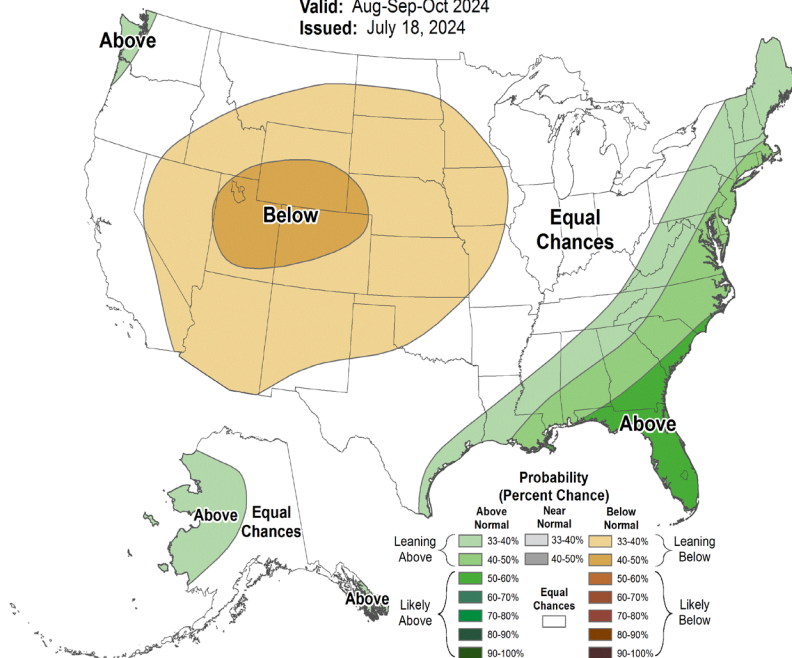 Valid: Aug-Sep-Oct 2024
Issued: July 18, 2024
Above
Below
Equal
Chances
Above
Above
Equal
Chances
Above
Probability
(Percent Chance)
Above
Normal
Near
Normal
Below
Normal
Leaning
Above
33-40%
40-50%
33-40%
40-50%
33-40%
40-50%
Leaning
Below
Likely
Above
50-60%
60-70%
70-80%
80-90%
90-100%
Equal
Chances
50-60%
60-70%
70-80%
80-90%
90-100%
Likely
Below